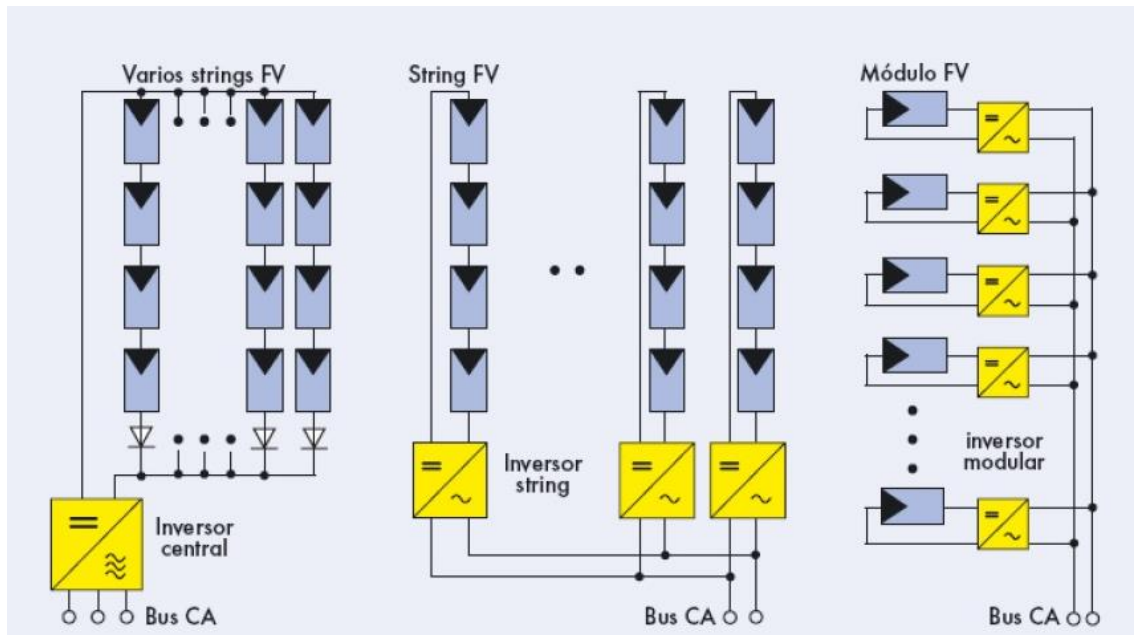 Varios strings FV
String FV
Módulo FV
Inversor
string
inversor
modular
Inversor
central
Bus CA
Bus CA
Bus CA